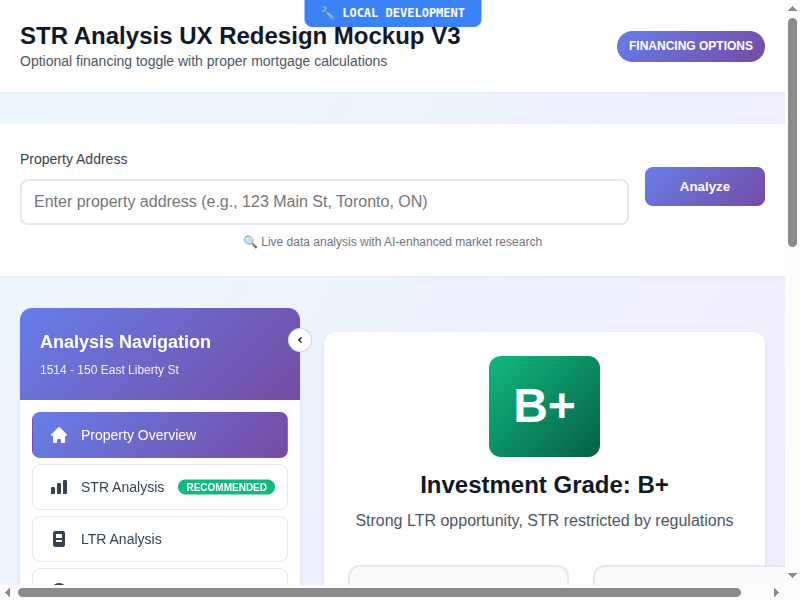 🔧 LOCAL DEVELOPMENT
STR Analysis UX Redesign Mockup V3
Optional financing toggle with proper mortgage calculations
FINANCING OPTIONS
Property Address
Enter property address (e.g., 123 Main St, Toronto, ON)
Analyze
🔍 Live data analysis with AI-enhanced market research
Analysis Navigation
1514 - 150 East Liberty St
Property Overview
STR Analysis RECOMMENDED
LTR Analysis
B+
Investment Grade: B+
Strong LTR opportunity, STR restricted by regulations